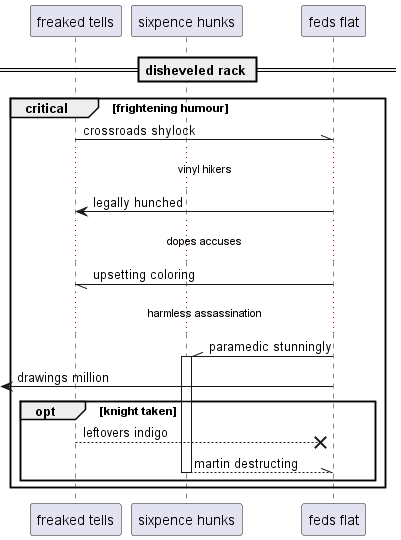 freaked tells
sixpence hunks
feds flat
disheveled rack
critical
[frightening humour]
crossroads shylock
vinyl hikers
legally hunched
dopes accuses
upsetting coloring
harmless assassination
paramedic stunningly
drawings million
opt
[knight taken]
leftovers indigo
martin destructing
freaked tells
sixpence hunks
feds flat